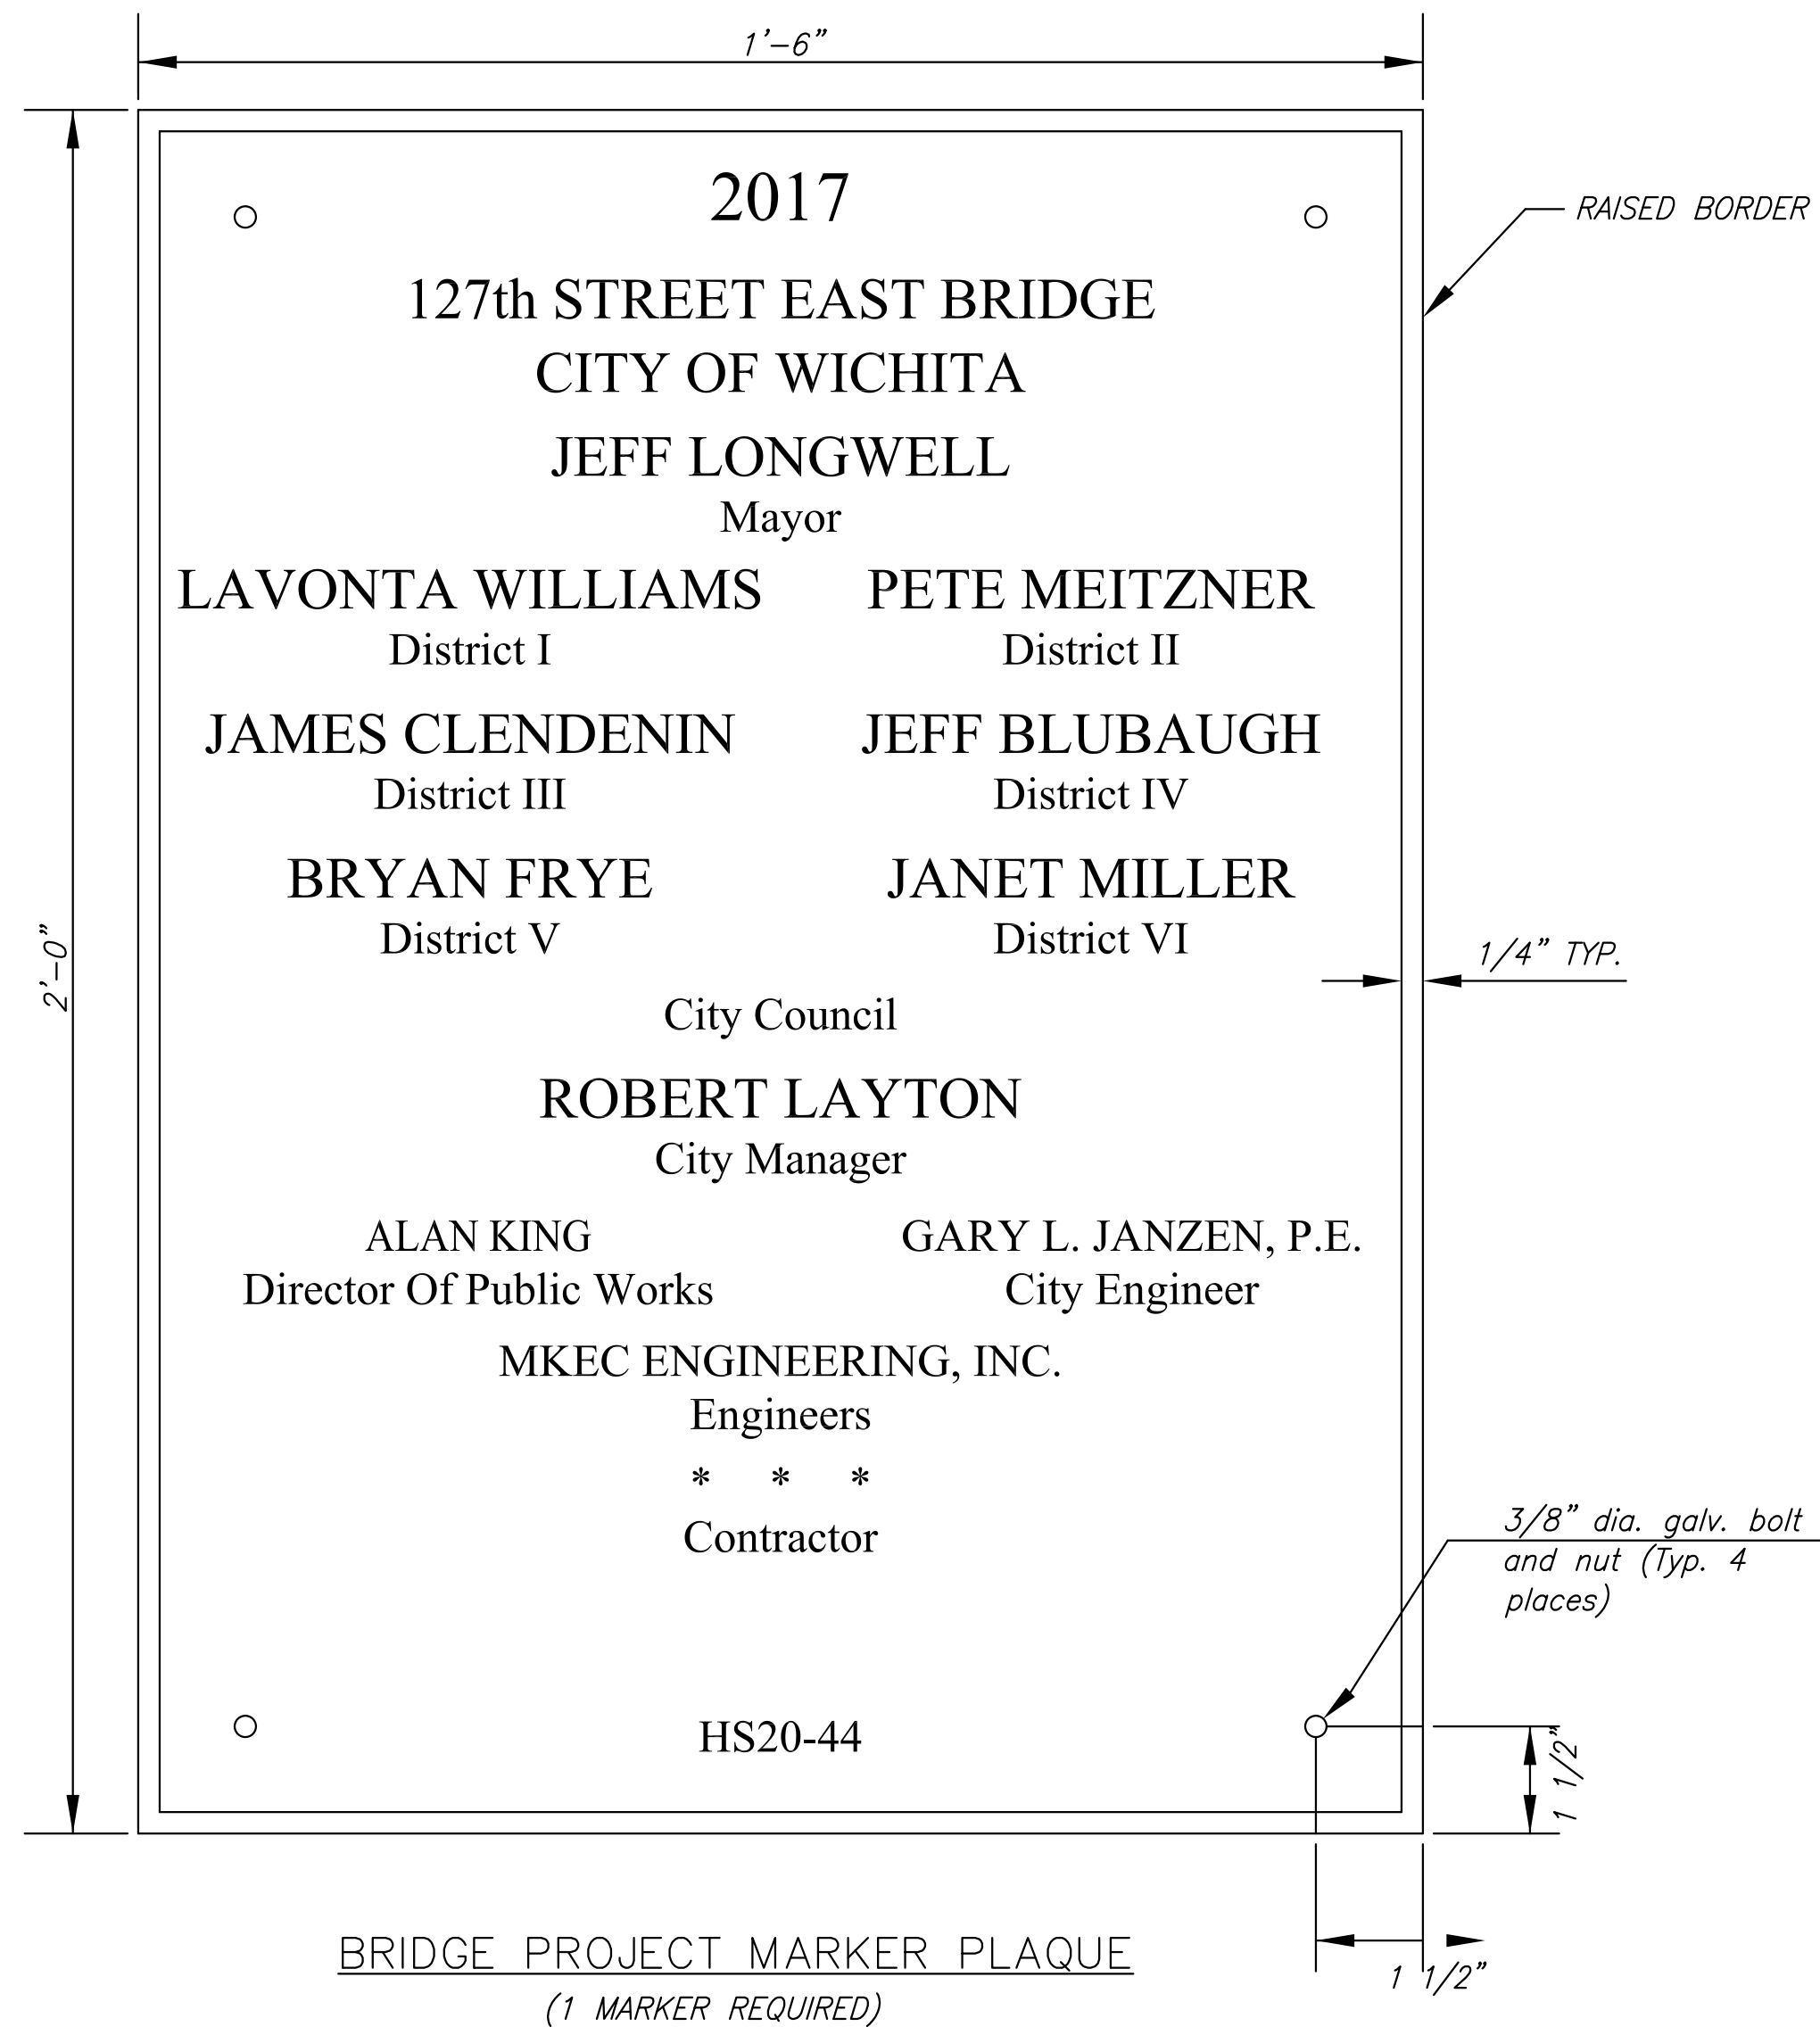 1'-6"
RAISED BORDER
2017
127th STREET EAST BRIDGE
CITY OF WICHITA
JEFF LONGWELL
Mayor
LAVONTA WILLIAMS PETE MEITZNER
District I District II
JAMES CLENDENIN JEFF BLUBAUGH
District III District IV
BRYAN FRYE JANET MILLER
District V District VI
2'-0"
1/4" TYP.
City Council
ROBERT LAYTON
City Manager
ALAN KING GARY L. JANZEN, P.E.
Director Of Public Works City Engineer
MKEC ENGINEERING, INC.
Engineers
* * *
Contractor
3/8" dia. galv. bolt
and nut (Typ. 4
places)
HS20-44
1 1/2"
1 1/2"
BRIDGE PROJECT MARKER PLAQUE
(1 MARKER REQUIRED)